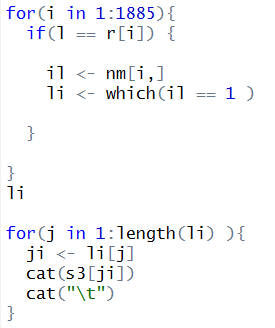 for(i in 1:1885){
  if(l == r[i]) {
    il <- nm[i,]
    li <- which(il == 1 )
  }
}
li
for(j in 1:length(li) ){
  ji <- li[j]
  cat(s3[ji])
  cat("\t")
}